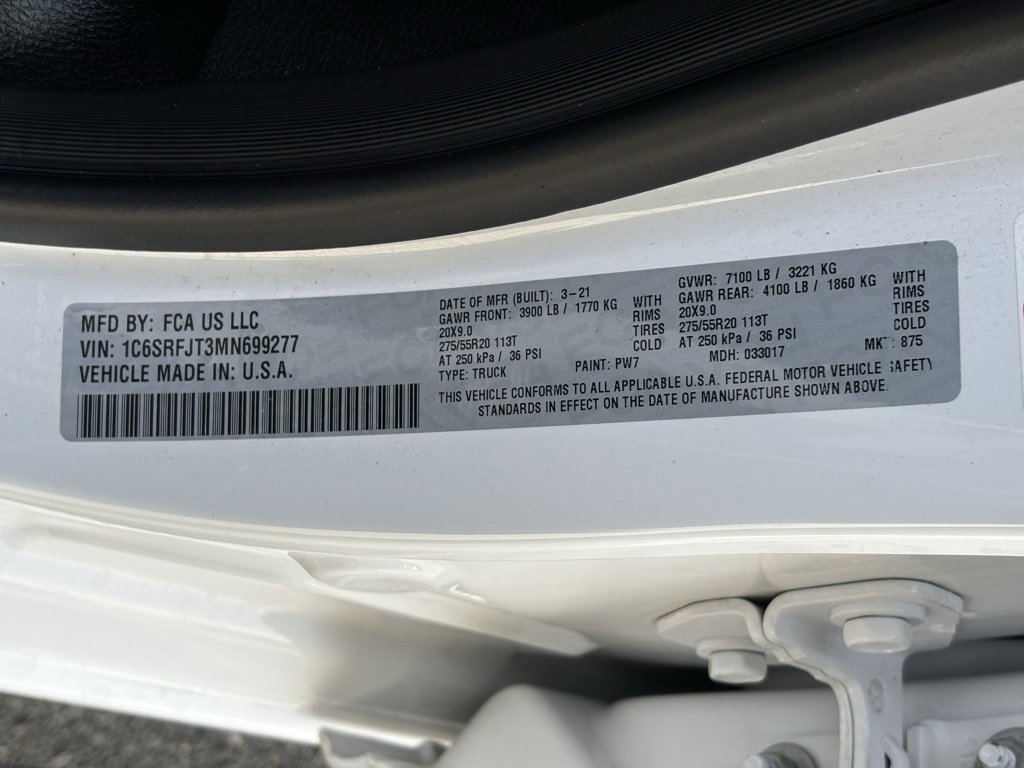 MFD BY: FCA US LLC
VIN: 1C6SRFJT3MN699277
VEHICLE MADE IN: U.S.A.
DATE OF MFR (BUILT): 3-21
GAWR FRONT: 3900 LB / 1770 KG WITH
20X9.0 RIMS
275/55R20 113T TIRES
AT 250 kPa / 36 PSI COLD
TYPE: TRUCK PAINT: PW7
GVWR: 7100 LB / 3221 KG
GAWR REAR: 4100 LB / 1860 KG WITH
20X9.0 RIMS
275/55R20 113T TIRES
AT 250 kPa / 36 PSI COLD
MDH: 033017 MKT: 875
THIS VEHICLE CONFORMS TO ALL APPLICABLE U.S.A. FEDERAL MOTOR VEHICLE SAFETY
STANDARDS IN EFFECT ON THE DATE OF MANUFACTURE SHOWN ABOVE.